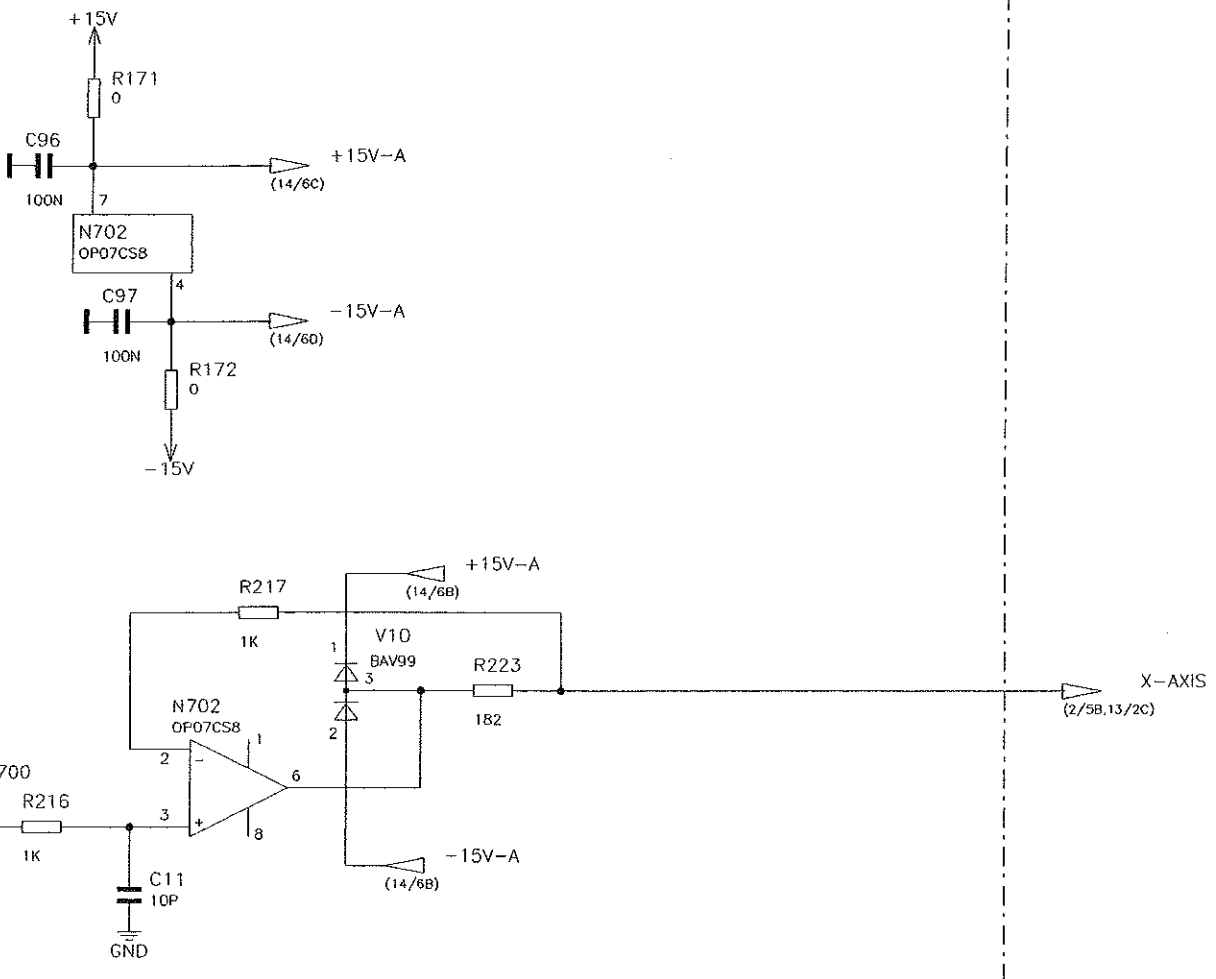 +15V
R171
0
C96
100N
7
+15V-A
(14/6C)
N702
OP07CS8
4
C97
100N
-15V-A
(14/6D)
R172
0
-15V
+15V-A
(14/6B)
R217
1K
1
V10
BAV99
3
2
R223
182
X-AXIS
(2/5B,13/2C)
N702
OP07CS8
1
2
-
6
3
+
8
700
R216
1K
-15V-A
(14/6B)
C11
10P
GND